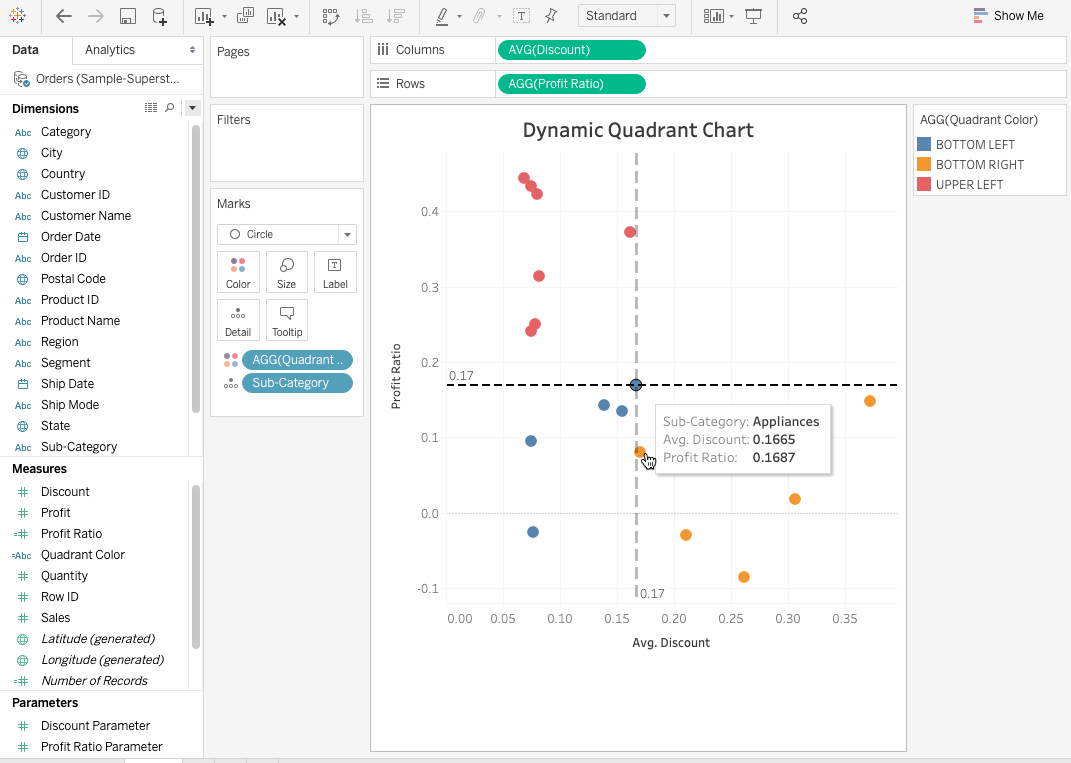 Standard
Show Me
Data
Analytics
Orders (Sample-Superst...
Dimensions
Abc Category
City
Country
Abc Customer ID
Abc Customer Name
Order Date
Abc Order ID
Postal Code
Abc Product ID
Abc Product Name
Abc Region
Abc Segment
Ship Date
Abc Ship Mode
State
Abc Sub-Category
Measures
# Discount
# Profit
=# Profit Ratio
=Abc Quadrant Color
# Quantity
# Row ID
# Sales
Latitude (generated)
Longitude (generated)
=# Number of Records
Parameters
# Discount Parameter
# Profit Ratio Parameter
Pages
Filters
Marks
Circle
Color
Size
T
Label
Detail
Tooltip
AGG(Quadrant ..
Sub-Category
Columns
AVG(Discount)
Rows
AGG(Profit Ratio)
Dynamic Quadrant Chart
Profit Ratio
0.4
0.3
0.2
0.1
0.0
-0.1
0.17
Sub-Category: Appliances
Avg. Discount: 0.1665
Profit Ratio: 0.1687
0.17
0.00 0.05 0.10 0.15 0.20 0.25 0.30 0.35
Avg. Discount
AGG(Quadrant Color)
BOTTOM LEFT
BOTTOM RIGHT
UPPER LEFT